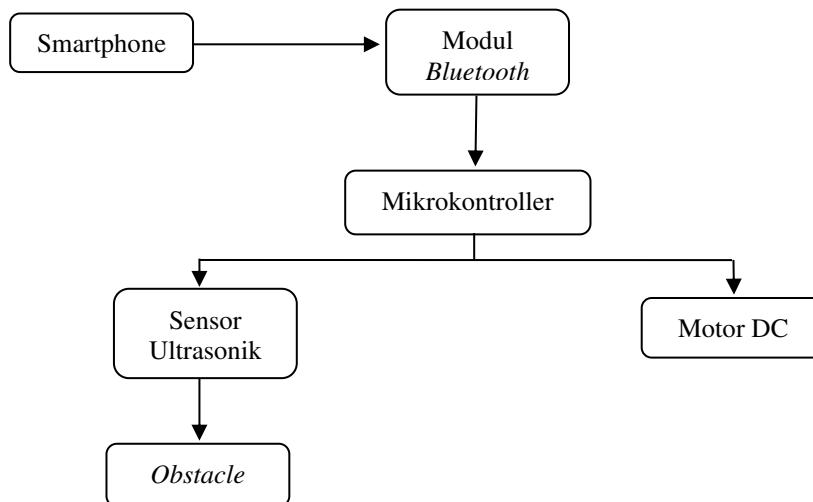 Smartphone
Modul
Bluetooth
Mikrokontroller
Sensor
Ultrasonik
Motor DC
Obstacle